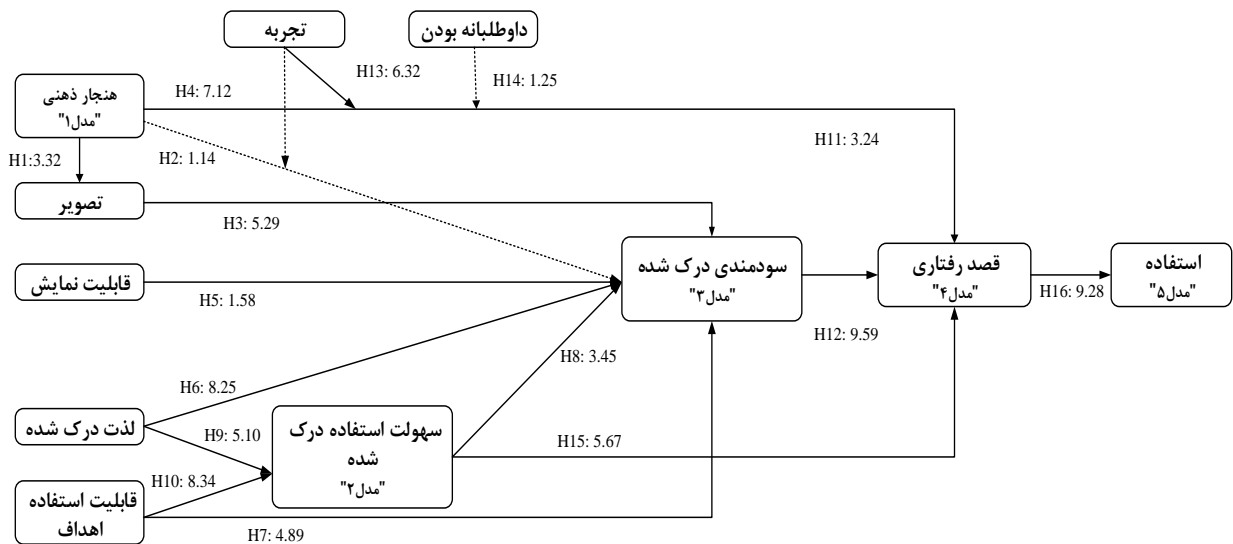 تجربه
داوطلبانه بودن
H13: 6.32
H14: 1.25
هنجار ذهنی
"مدل۱"
H4: 7.12
H11: 3.24
H2: 1.14
H1:3.32
تصویر
H3: 5.29
سودمندی درک شده
"مدل۳"
قصد رفتاری
"مدل۴"
استفاده
"مدل۵"
قابلیت نمایش
H5: 1.58
H16: 9.28
H12: 9.59
H8: 3.45
H6: 8.25
لذت درک شده
H9: 5.10
سهولت استفاده درک
شده
"مدل۲"
H15: 5.67
H10: 8.34
قابلیت استفاده
اهداف
H7: 4.89